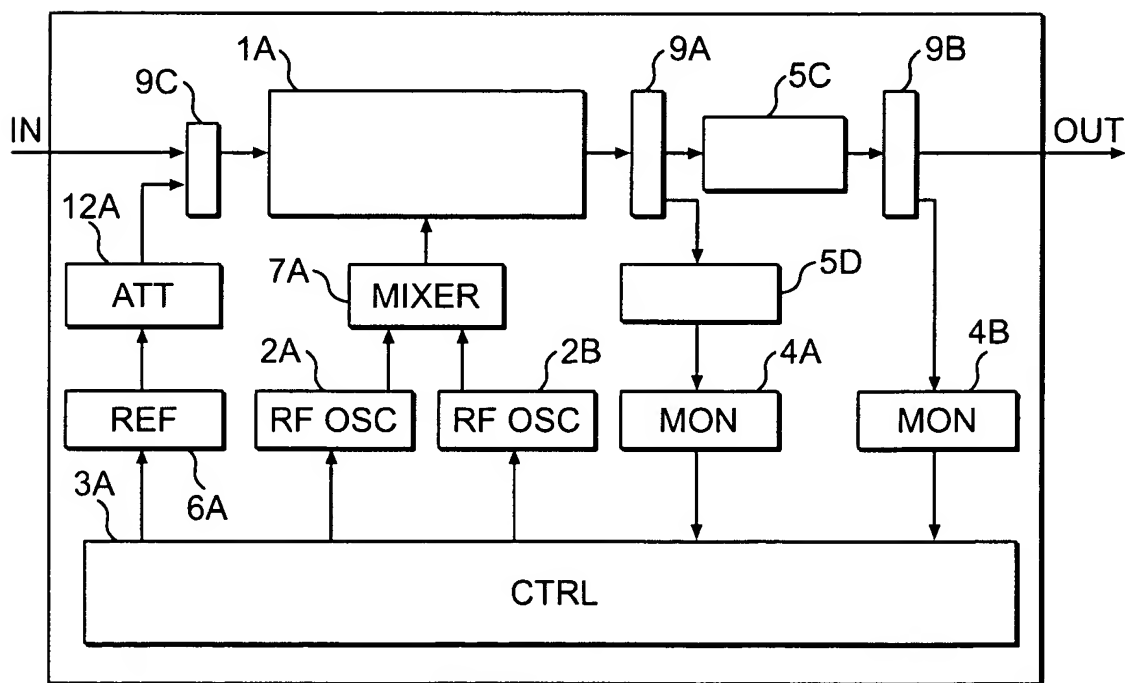 1A
9C
9A
5C
9B
IN
OUT
12A
ATT
7A
MIXER
5D
2A
2B
4A
4B
REF
RF OSC
RF OSC
MON
MON
3A
6A
CTRL